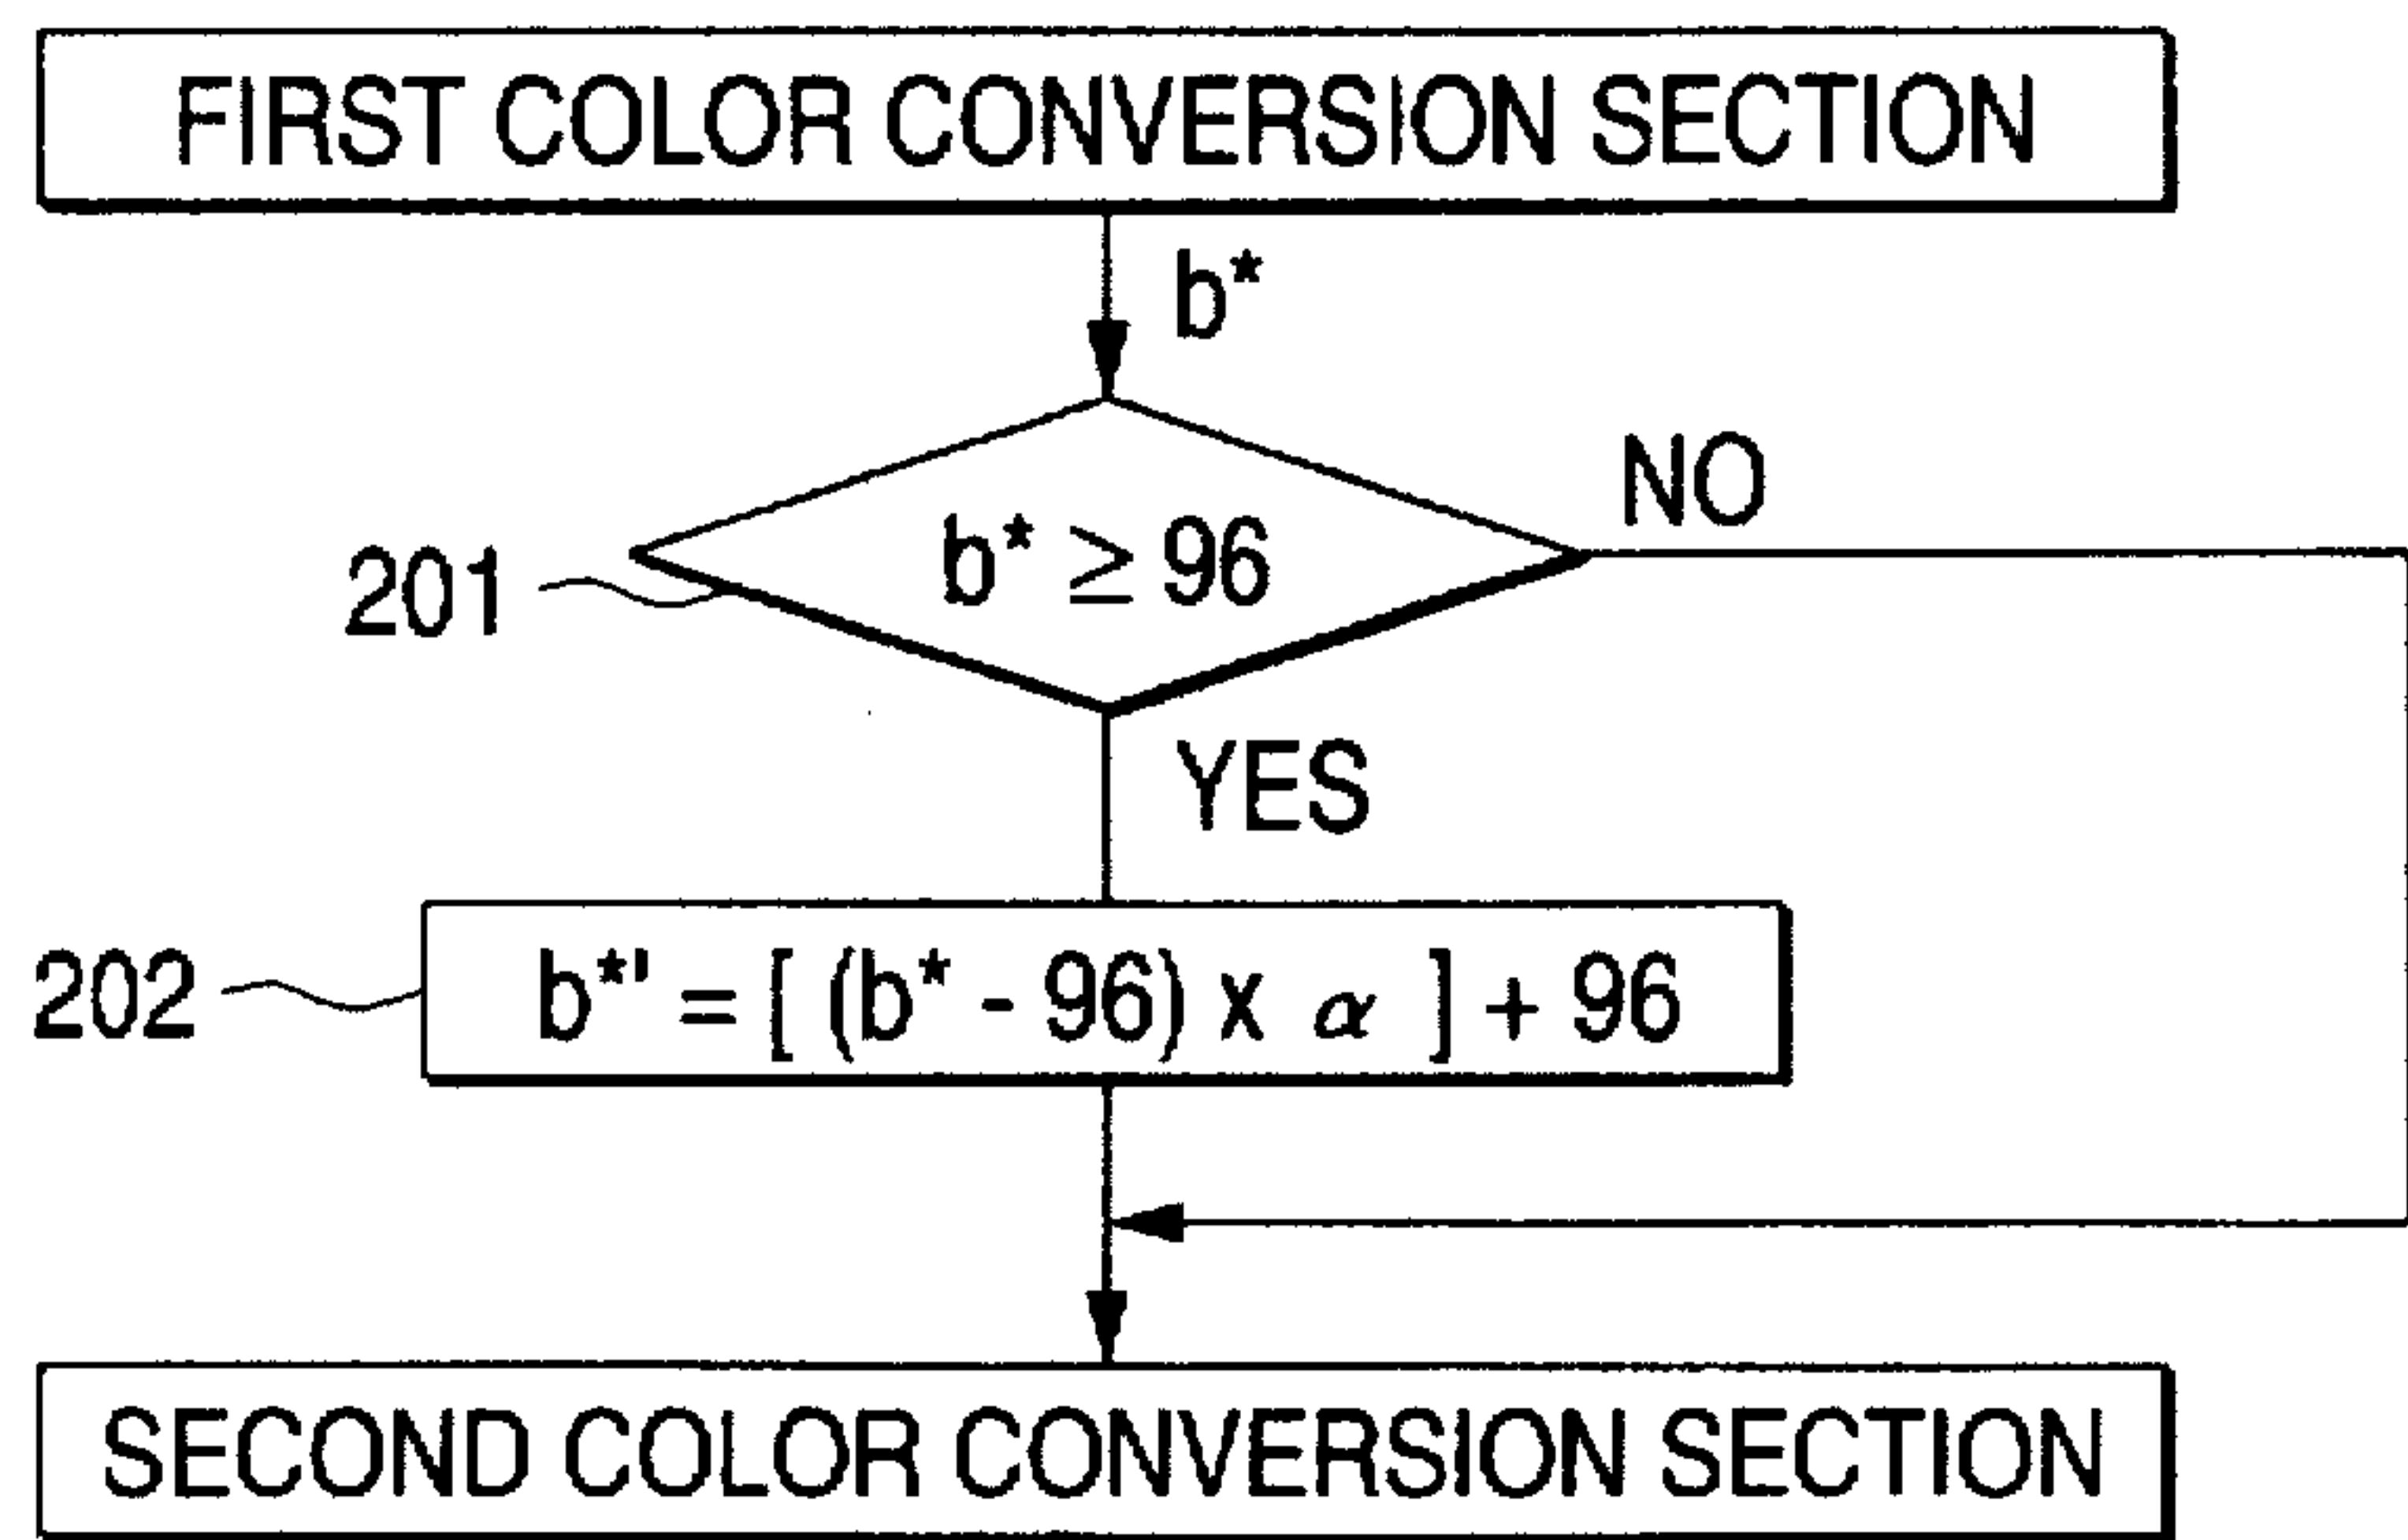 FIRST COLOR CONVERSION SECTION
b*
b* ≥ 96
NO
201
YES
202
b*' = [ (b* - 96) x α ] + 96
SECOND COLOR CONVERSION SECTION